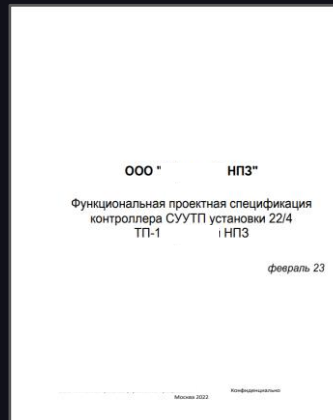 ООО " НПЗ"
Функциональная проектная спецификация
контроллера СУУТП установки 22/4
ТП-1 НПЗ
февраль 23
Конфиденциально
Москва 2022